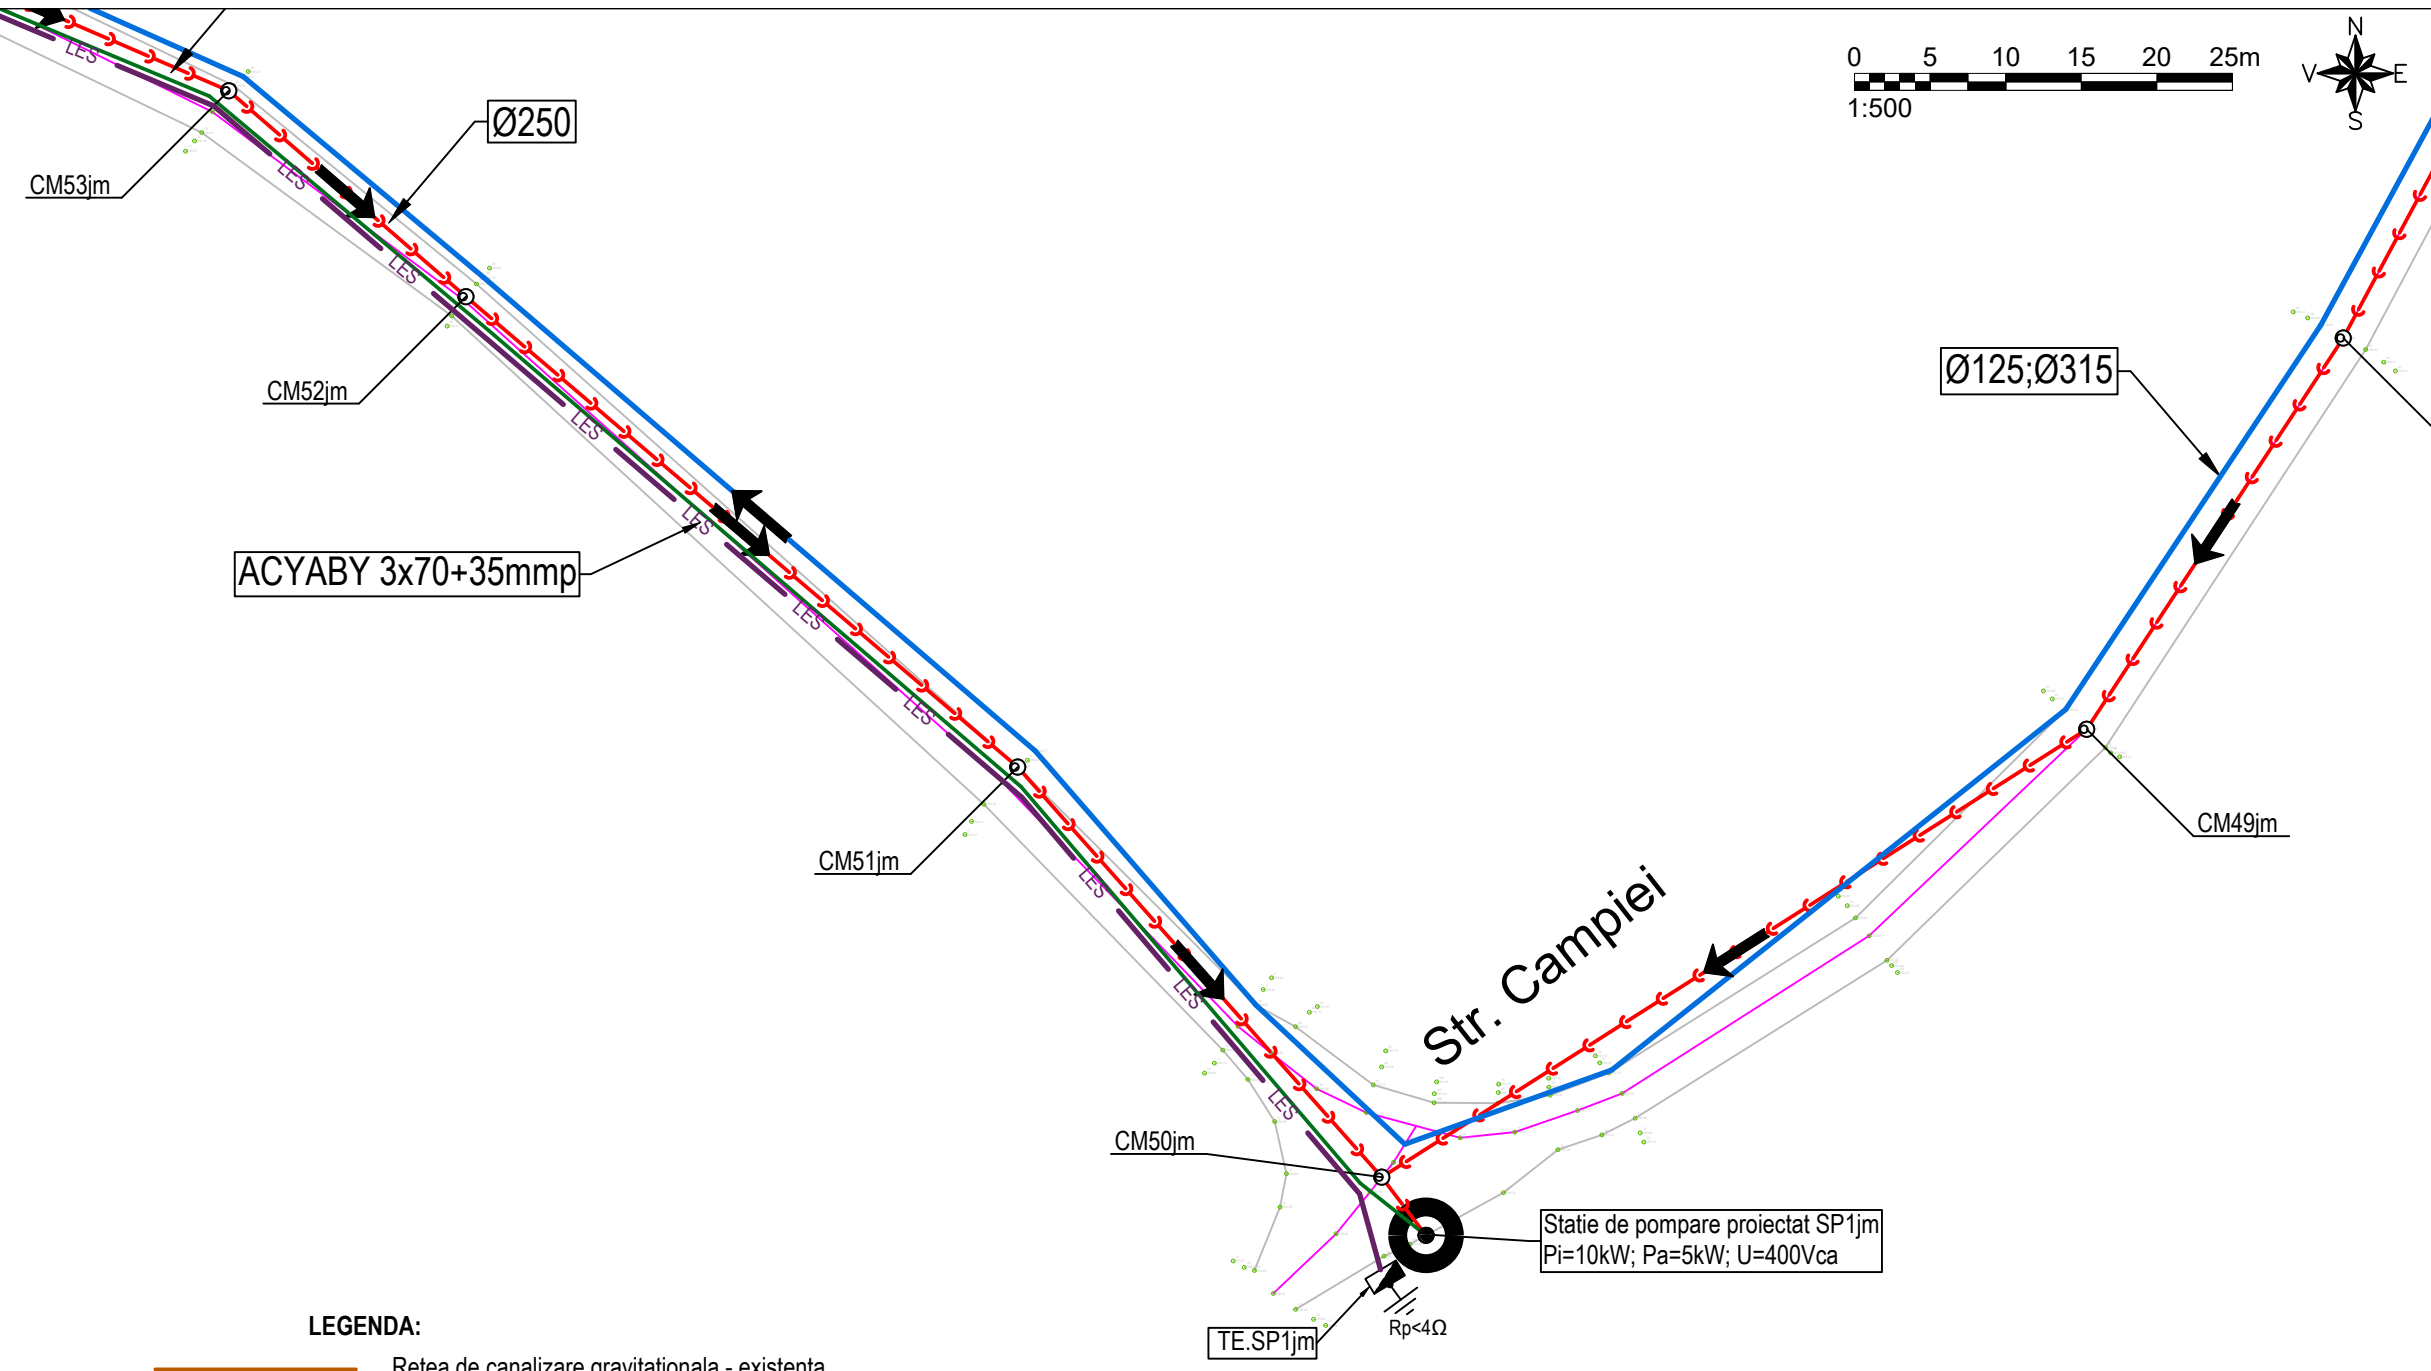 LES
0 5 10 15 20 25m
1:500
N
V E
S
Ø250
CM53jm
LES
LES
CM52jm
Ø125;Ø315
LES
LES
ACYABY 3x70+35mmp
LES
LES
CM51jm
CM49jm
LES
Str. Campiei
LES
LES
CM50jm
Statie de pompare proiectat SP1jm
Pi=10kW; Pa=5kW; U=400Vca
TE.SP1jm
Rp<4Ω
LEGENDA:
Retea de canalizare gravitationala - existenta